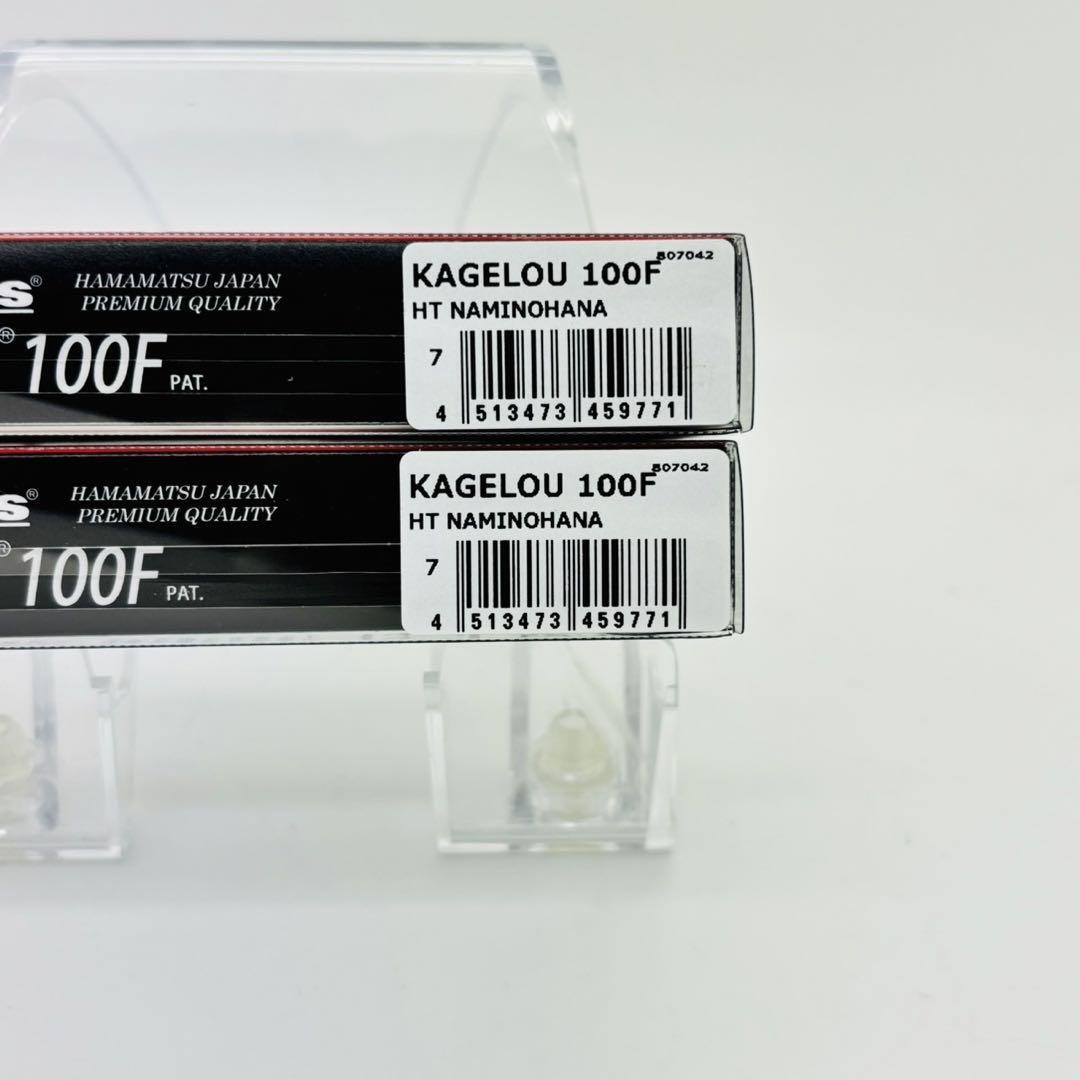 s®
HAMAMATSU JAPAN
PREMIUM QUALITY
® 100F PAT.
807042
KAGELOU 100F
HT NAMINOHANA
7
4 513473 459771
s®
HAMAMATSU JAPAN
PREMIUM QUALITY
® 100F PAT.
807042
KAGELOU 100F
HT NAMINOHANA
7
4 513473 459771